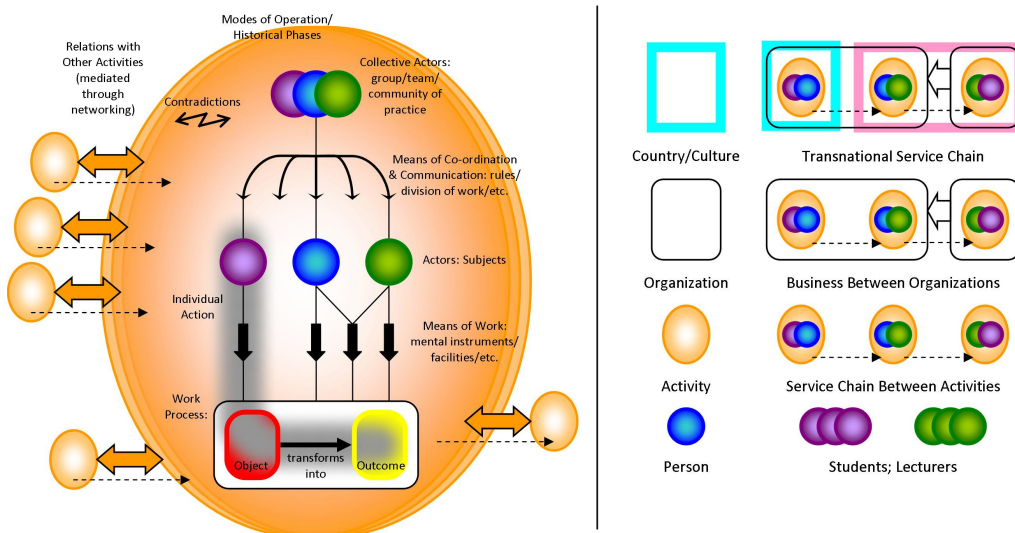 Modes of Operation/
Historical Phases
Relations with
Other Activities
(mediated
through
networking)
Contradictions
Collective Actors:
group/team/
community of
practice
Means of Co-ordination
& Communication: rules/
division of work/etc.
Actors: Subjects
Individual
Action
Means of Work:
mental instruments/
facilities/etc.
Work
Process:
Object
transforms
into
Outcome
Country/Culture
Transnational Service Chain
Organization
Business Between Organizations
Activity
Service Chain Between Activities
Person
Students; Lecturers